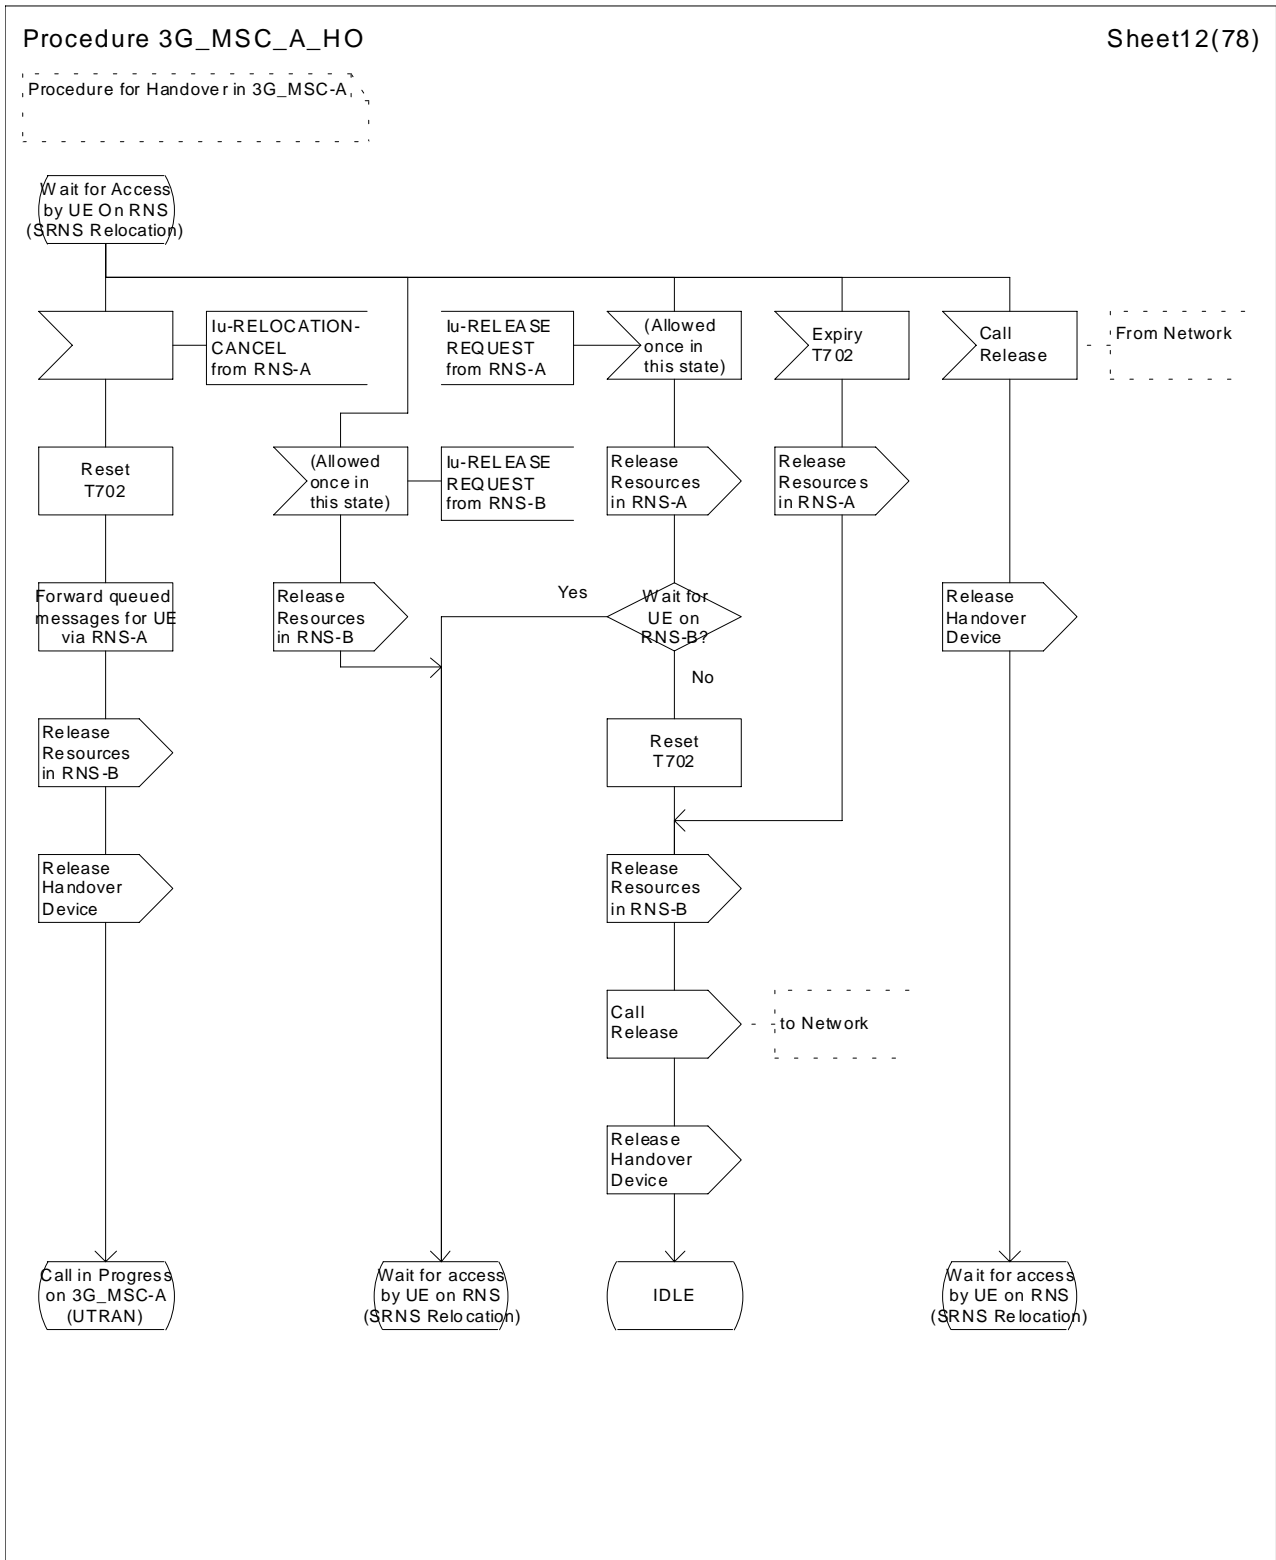 Procedure 3G_MSC_A_HO
Sheet12(78)
Procedure for Handover in 3G_MSC-A
Wait for Access
by UE On RNS
(SRNS Relocation)
Iu-RELOCATION-
CANCEL
from RNS-A
Iu-RELEASE
REQUEST
from RNS-A
(Allowed
once in
this state)
Expiry
T702
Call
Release
From Network
Reset
T702
(Allowed
once in
this state)
Iu-RELEASE
REQUEST
from RNS-B
Release
Resources
in RNS-A
Release
Resources
in RNS-A
Forward queued
messages for UE
via RNS-A
Release
Resources
in RNS-B
Yes
Wait for
UE on
RNS-B?
No
Release
Handover
Device
Release
Resources
in RNS-B
Reset
T702
Release
Handover
Device
Release
Resources
in RNS-B
Call
Release
to Network
Release
Handover
Device
Call in Progress
on 3G_MSC-A
(UTRAN)
Wait for access
by UE on RNS
(SRNS Relocation)
IDLE
Wait for access
by UE on RNS
(SRNS Relocation)